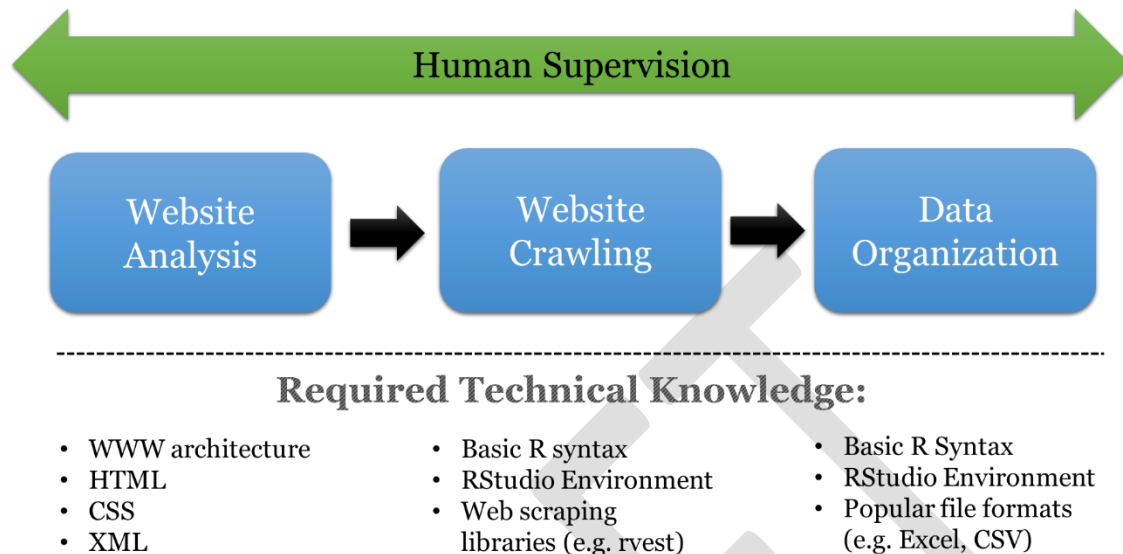 Human Supervision
Website
Analysis
Website
Crawling
Data
Organization
Required Technical Knowledge:
• WWW architecture
• HTML
• CSS
• XML
• Basic R syntax
• RStudio Environment
• Web scraping
libraries (e.g. rvest)
• Basic R Syntax
• RStudio Environment
• Popular file formats
(e.g. Excel, CSV)